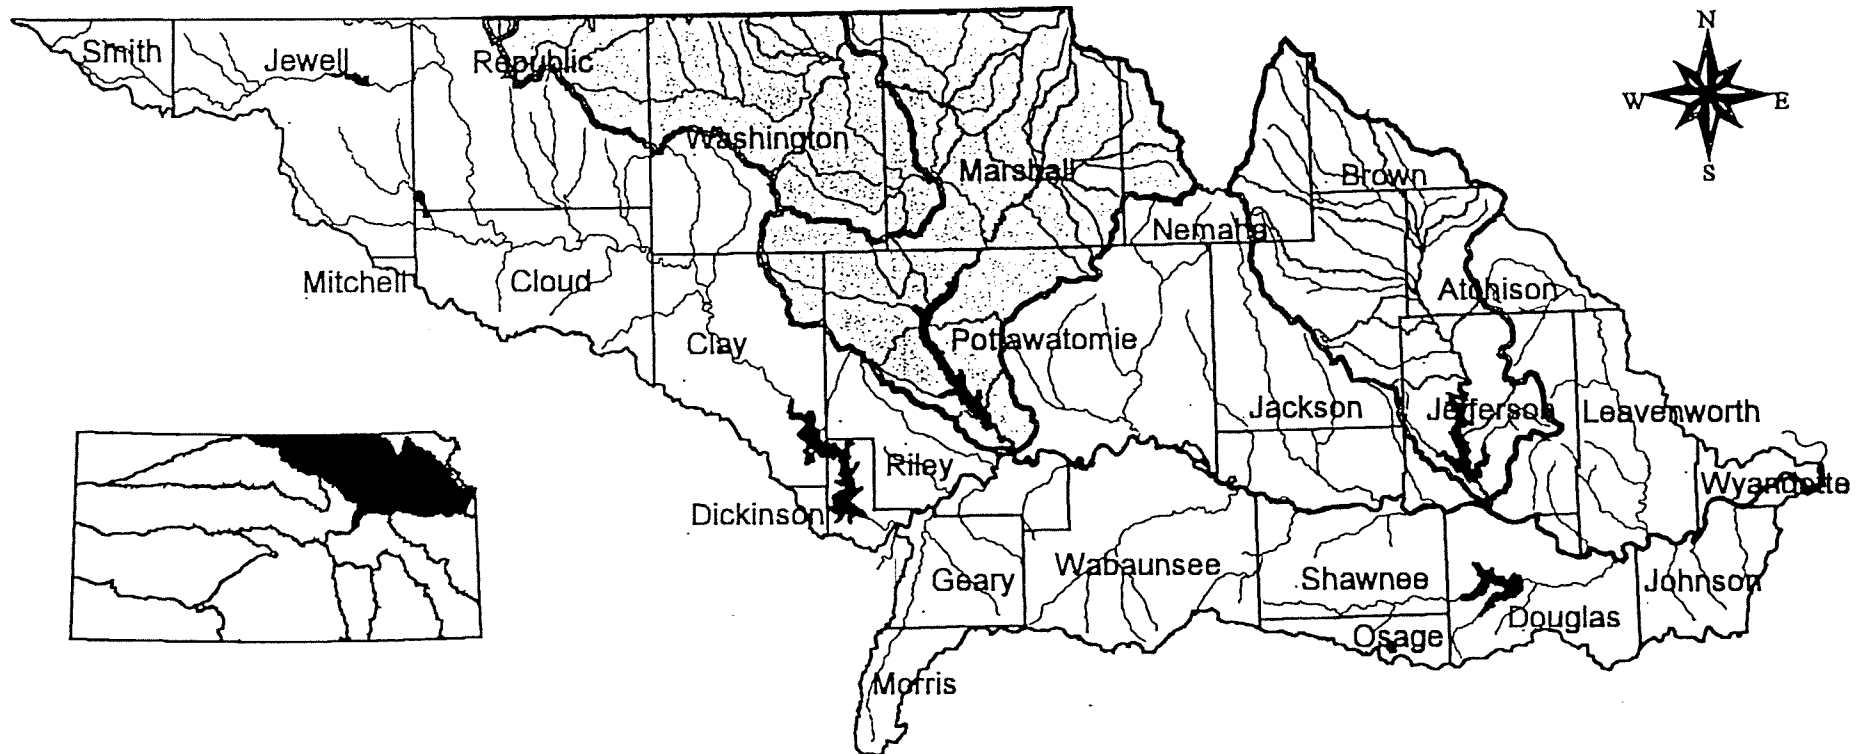 N
Smith
Jewell
Republic
W
E
Washington
Marshall
Brown
S
Nemaha
Mitchell
Cloud
Atchison
Clay
Pottawatomie
Jackson
Jefferson
Leavenworth
Riley
Wyandotte
Dickinson
Geary
Wabaunsee
Shawnee
Johnson
Douglas
Osage
Morris